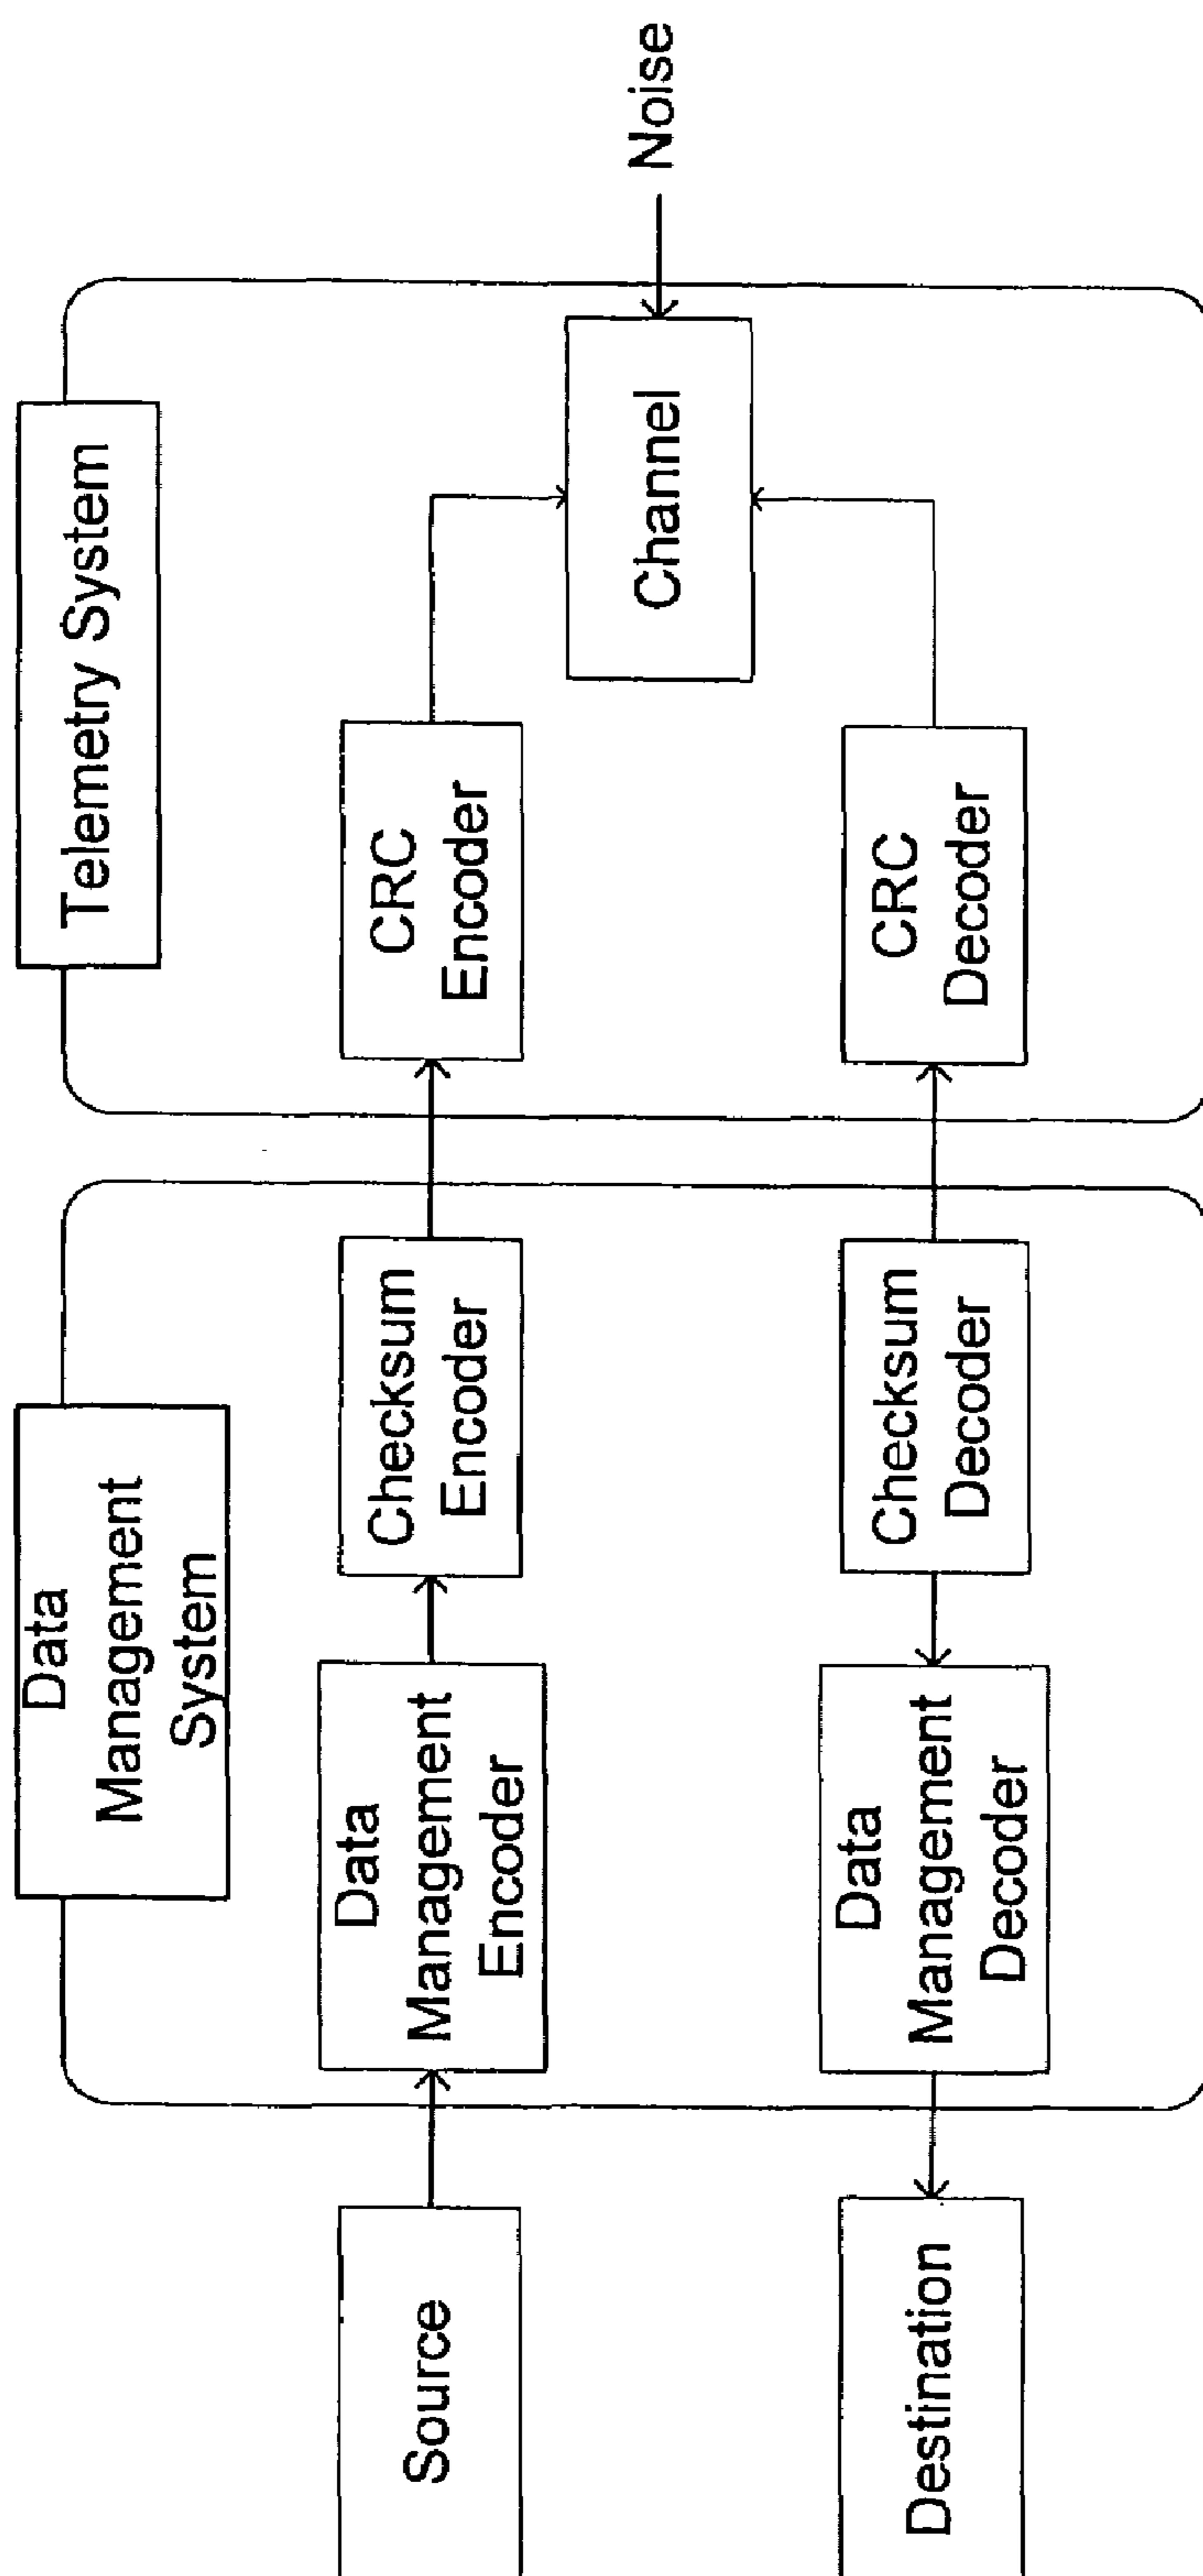 Data
Management
System
Telemetry System
Source
Data
Management
Encoder
Checksum
Encoder
CRC
Encoder
Channel
Noise
Destination
Data
Management
Decoder
Checksum
Decoder
CRC
Decoder